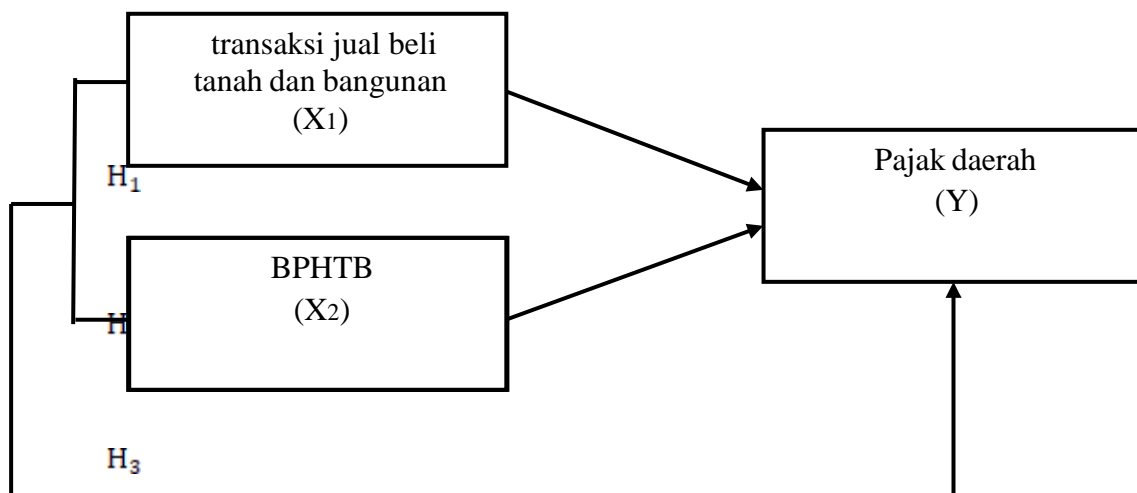 transaksi jual beli
tanah dan bangunan
(X1)
H₁
Pajak daerah
(Y)
BPHTB
(X2)
H
H₃